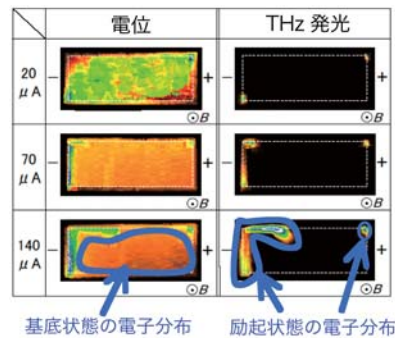 電位 THz 発光
20 μA − + − +
⊙B ⊙B
70 μA − + − +
⊙B ⊙B
140 μA − + − +
⊙B ⊙B
基底状態の電子分布 励起状態の電子分布